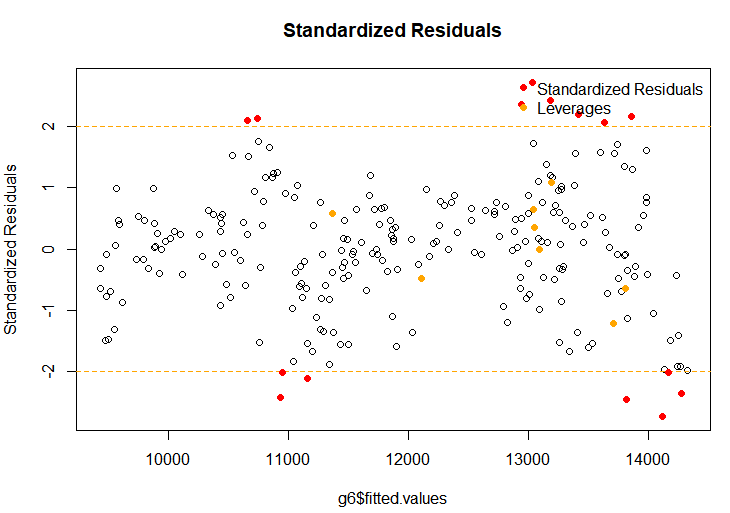 Standardized Residuals
Standardized Residuals
Leverages
Standardized Residuals
2
1
0
-1
-2
10000 11000 12000 13000 14000
g6$fitted.values